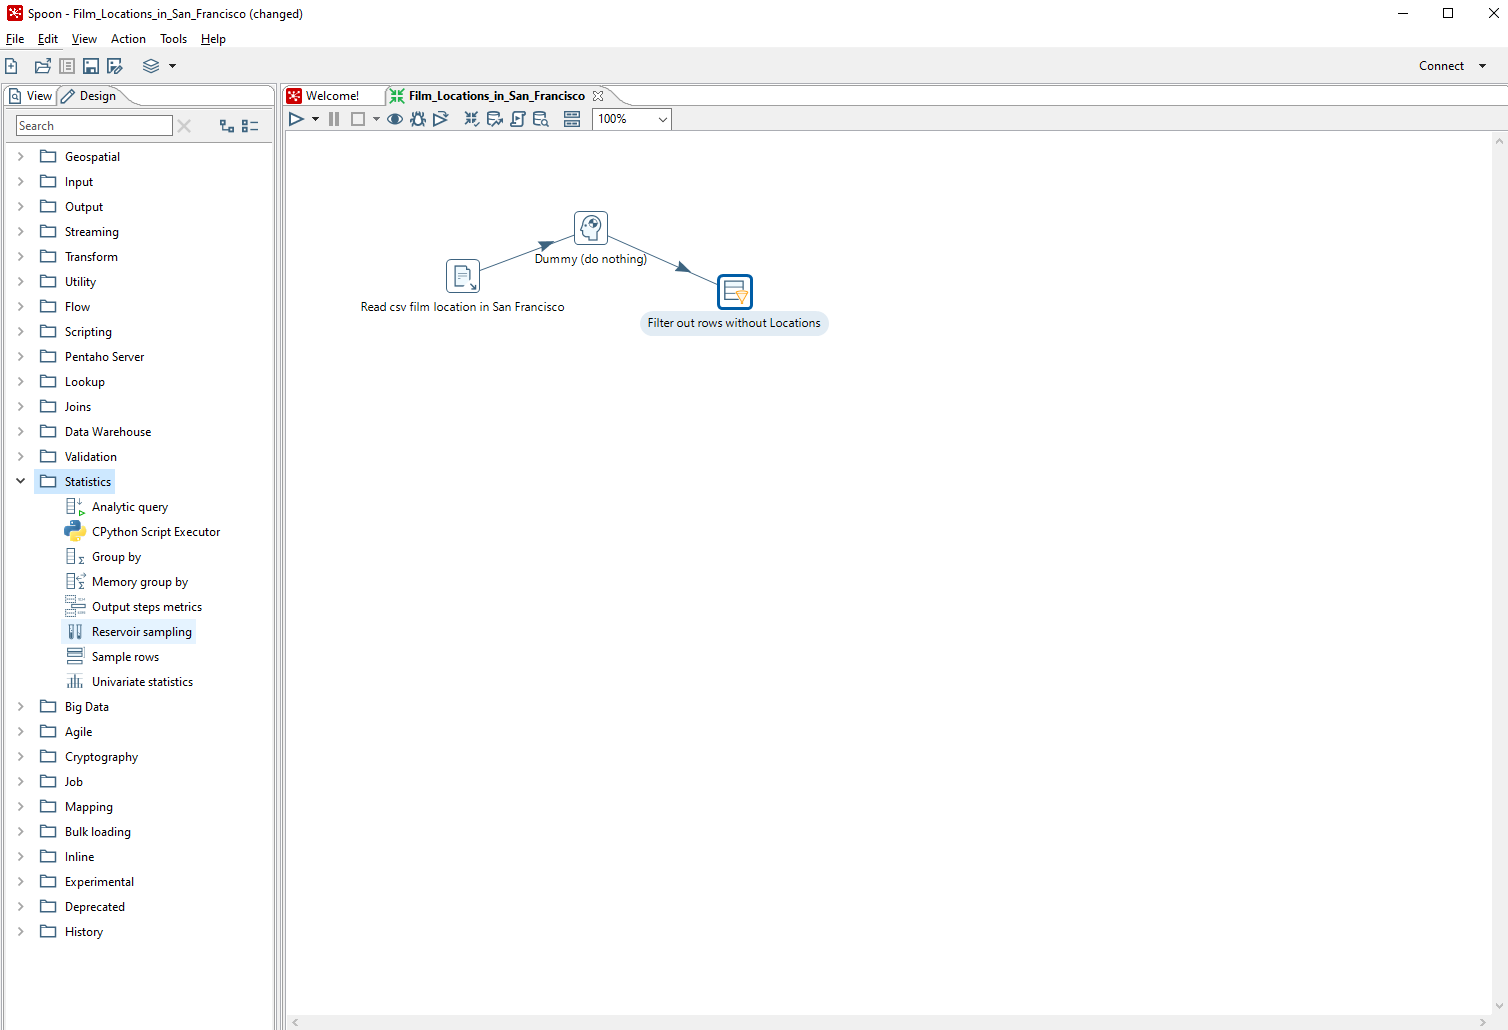 Spoon - Film_Locations_in_San_Francisco (changed)
File Edit View Action Tools Help
Connect
View Design
Welcome! Film_Locations_in_San_Francisco
Search
100%
Geospatial
Input
Output
Streaming
Transform
Utility
Flow
Scripting
Pentaho Server
Lookup
Joins
Data Warehouse
Validation
Statistics
Analytic query
CPython Script Executor
Group by
Memory group by
Output steps metrics
Reservoir sampling
Sample rows
Univariate statistics
Big Data
Agile
Cryptography
Job
Mapping
Bulk loading
Inline
Experimental
Deprecated
History
Dummy (do nothing)
Read csv film location in San Francisco
Filter out rows without Locations